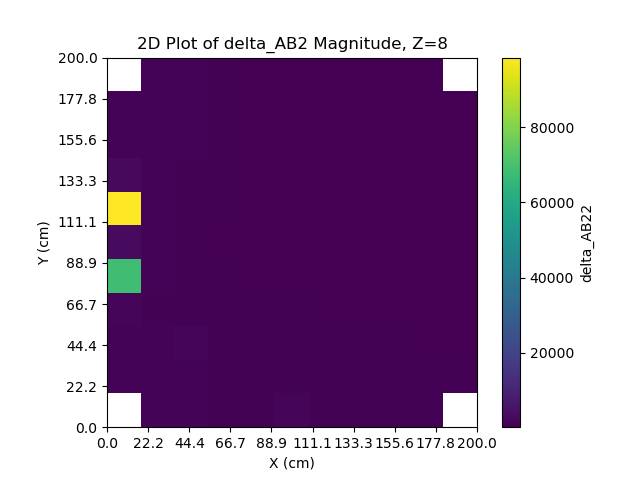 2D Plot of delta_AB2 Magnitude, Z=8
200.0
177.8
155.6
133.3
111.1
88.9
66.7
44.4
22.2
0.0
Y (cm)
0.0 22.2 44.4 66.7 88.9 111.1 133.3 155.6 177.8 200.0
X (cm)
80000
60000
40000
20000
delta_AB22